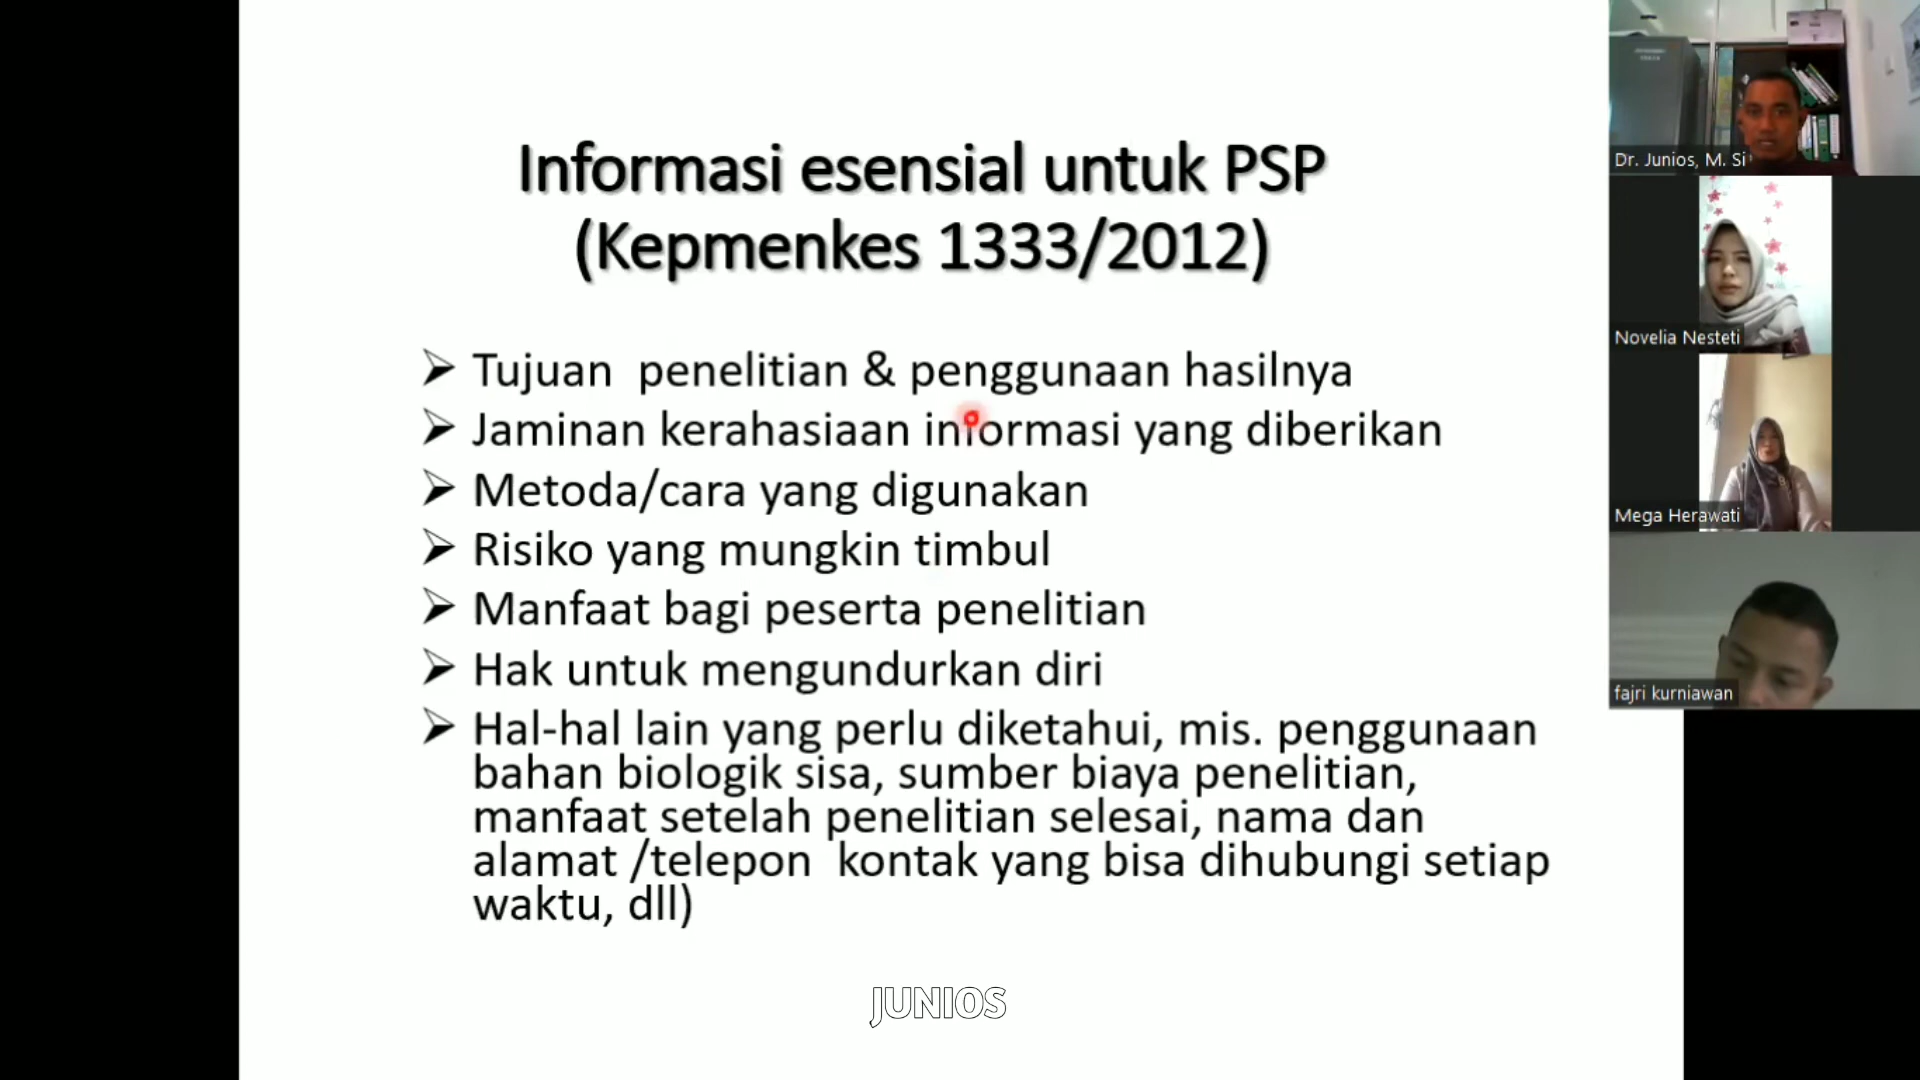 Informasi esensial untuk PSP
(Kepmenkes 1333/2012)
Tujuan penelitian & penggunaan hasilnya
Jaminan kerahasiaan informasi yang diberikan
Metoda/cara yang digunakan
Risiko yang mungkin timbul
Manfaat bagi peserta penelitian
Hak untuk mengundurkan diri
Hal-hal lain yang perlu diketahui, mis. penggunaan
bahan biologik sisa, sumber biaya penelitian,
manfaat setelah penelitian selesai, nama dan
alamat /telepon kontak yang bisa dihubungi setiap
waktu, dll)
JUNIOS
Dr. Junios, M. Si
Novelia Nesteti
Mega Herawati
fajri kurniawan